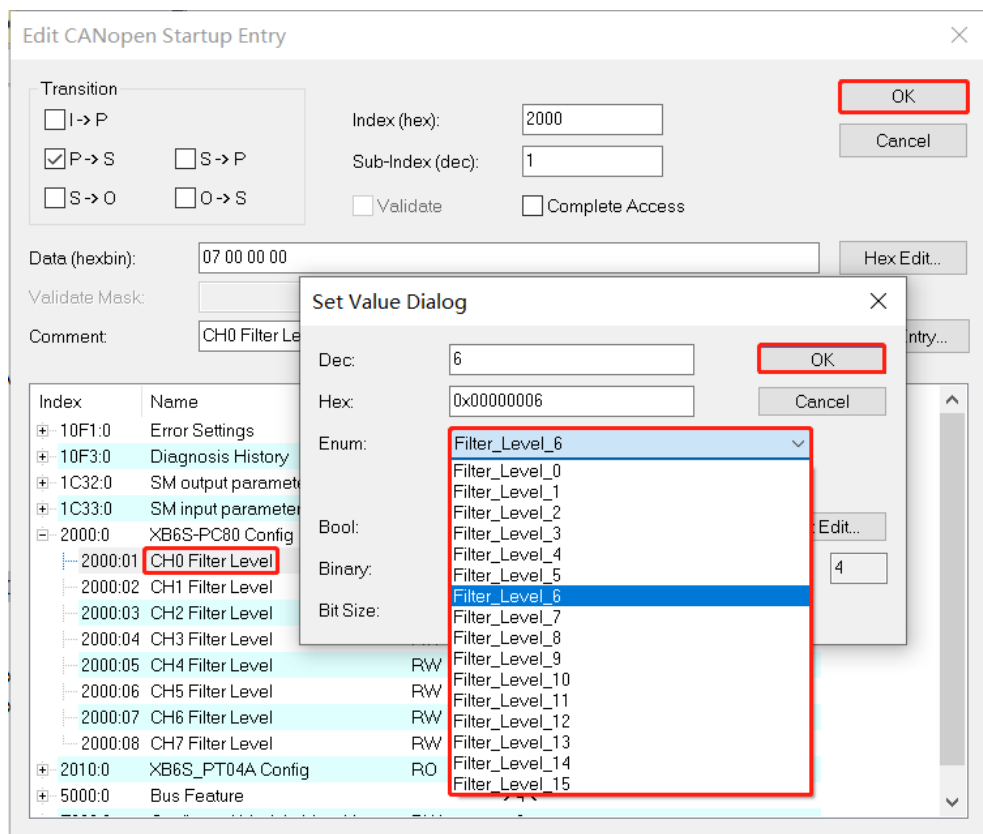 Edit CANopen Startup Entry
Transition
I -> P
P -> S
S -> P
S -> O
O -> S
Index (hex):
2000
Sub-Index (dec):
1
Validate
Complete Access
OK
Cancel
Data (hexbin):
07 00 00 00
Hex Edit...
Validate Mask:
Comment:
CH0 Filter Le
ntry...
Index
Name
10F1:0 Error Settings
10F3:0 Diagnosis History
1C32:0 SM output paramet
1C33:0 SM input parameter
2000:0 XB6S-PC80 Config
2000:01 CH0 Filter Level
2000:02 CH1 Filter Level
2000:03 CH2 Filter Level
2000:04 CH3 Filter Level
2000:05 CH4 Filter Level RW
2000:06 CH5 Filter Level RW
2000:07 CH6 Filter Level RW
2000:08 CH7 Filter Level RW
2010:0 XB6S_PT04A Config RO
5000:0 Bus Feature
Set Value Dialog
Dec:
6
OK
Hex:
0x00000006
Cancel
Enum:
Filter_Level_6
Filter_Level_0
Filter_Level_1
Filter_Level_2
Filter_Level_3
Filter_Level_4
Filter_Level_5
Filter_Level_6
Filter_Level_7
Filter_Level_8
Filter_Level_9
Filter_Level_10
Filter_Level_11
Filter_Level_12
Filter_Level_13
Filter_Level_14
Filter_Level_15
Bool:
Edit...
Binary:
4
Bit Size: